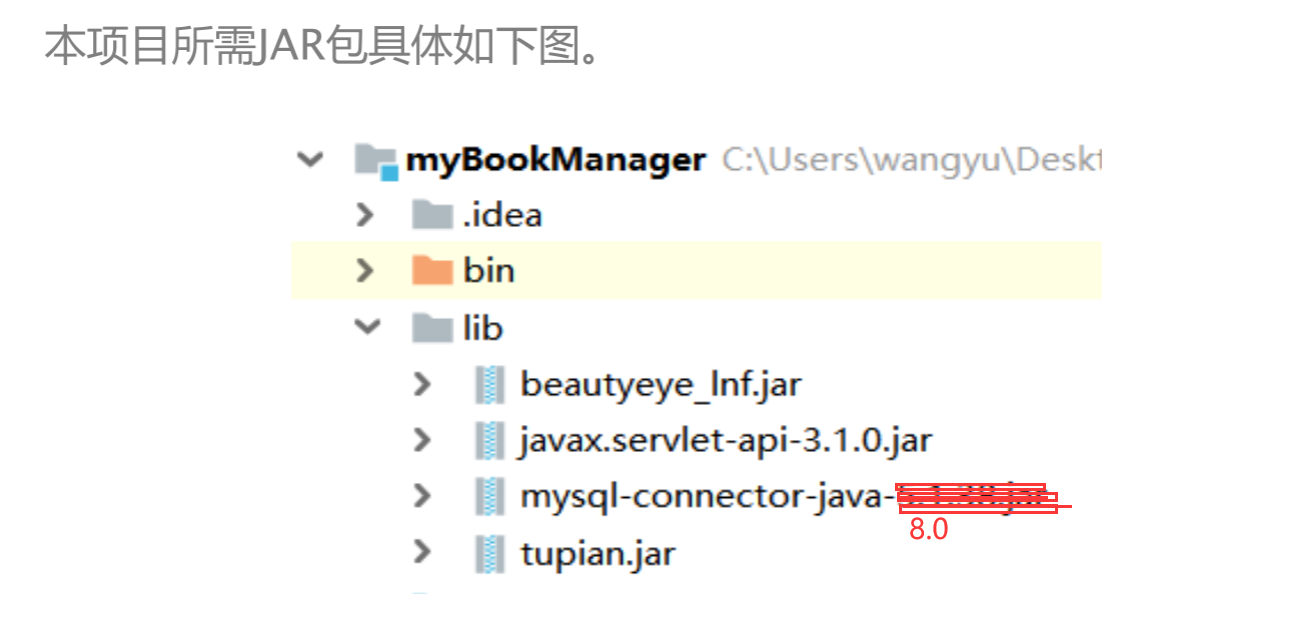 本项目所需JAR包具体如下图。
myBookManager C:\Users\wangyu\Deskt
.idea
bin
lib
beautyeye_lnf.jar
javax.servlet-api-3.1.0.jar
mysql-connector-java-
8.0
tupian.jar